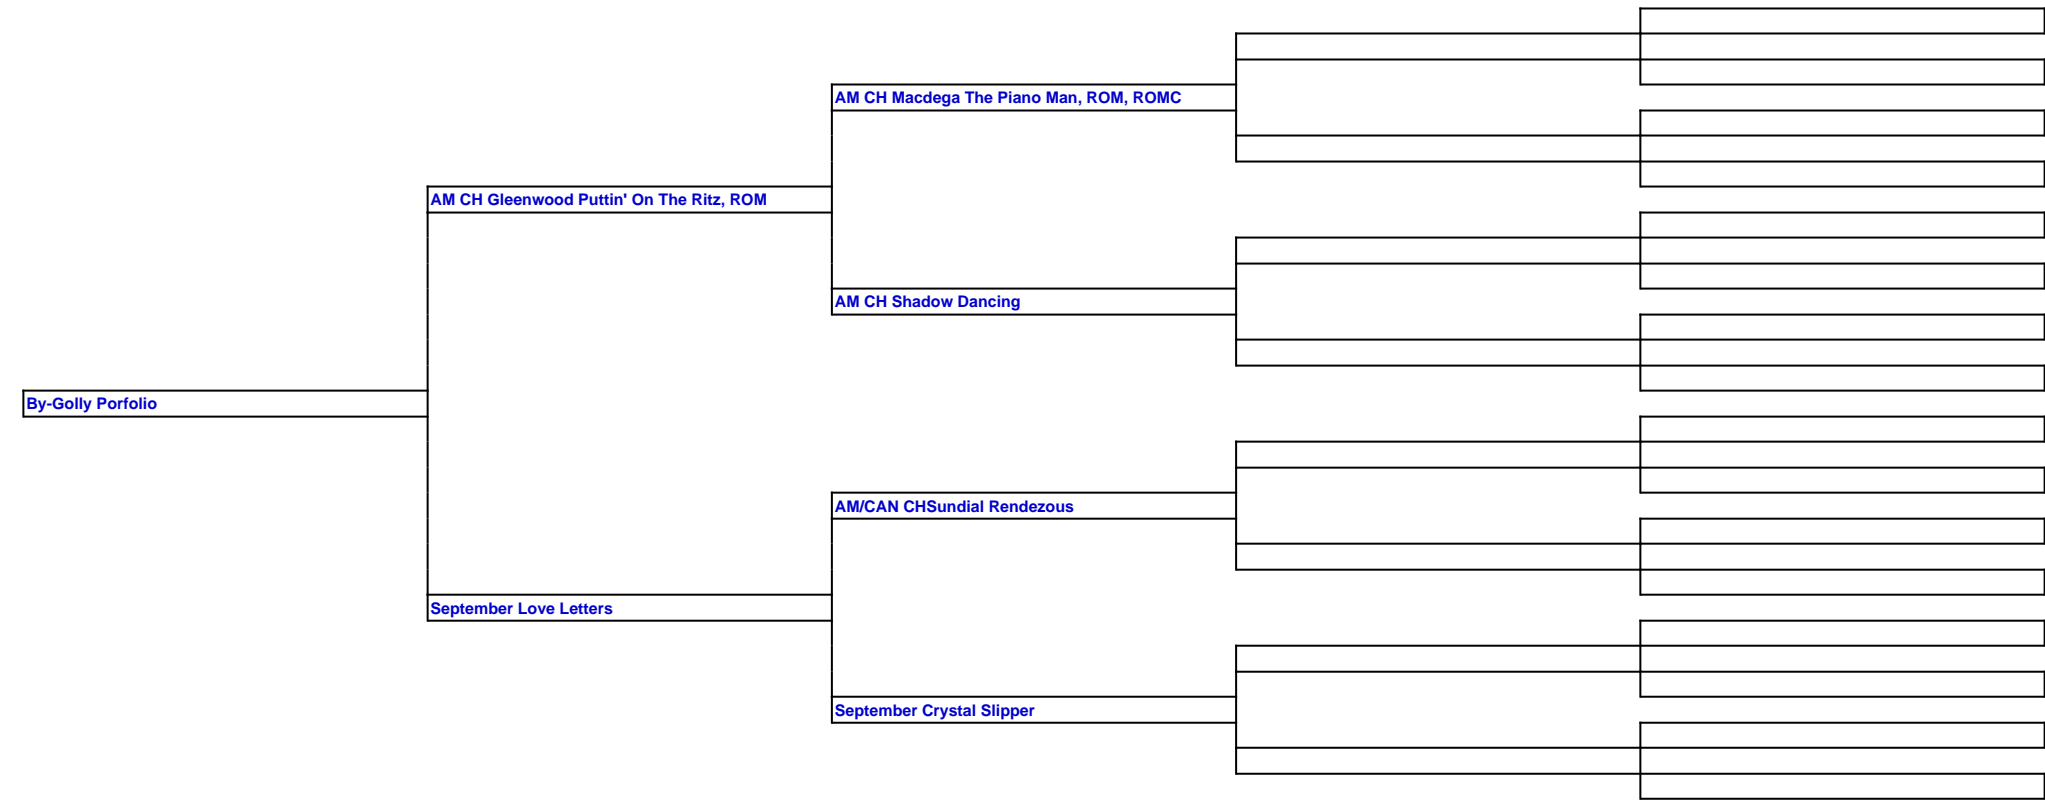 AM CH Macdega The Piano Man, ROM, ROMC
AM CH Gleenwood Puttin' On The Ritz, ROM
AM CH Shadow Dancing
By-Golly Porfolio
AM/CAN CHSundial Rendezous
September Love Letters
September Crystal Slipper